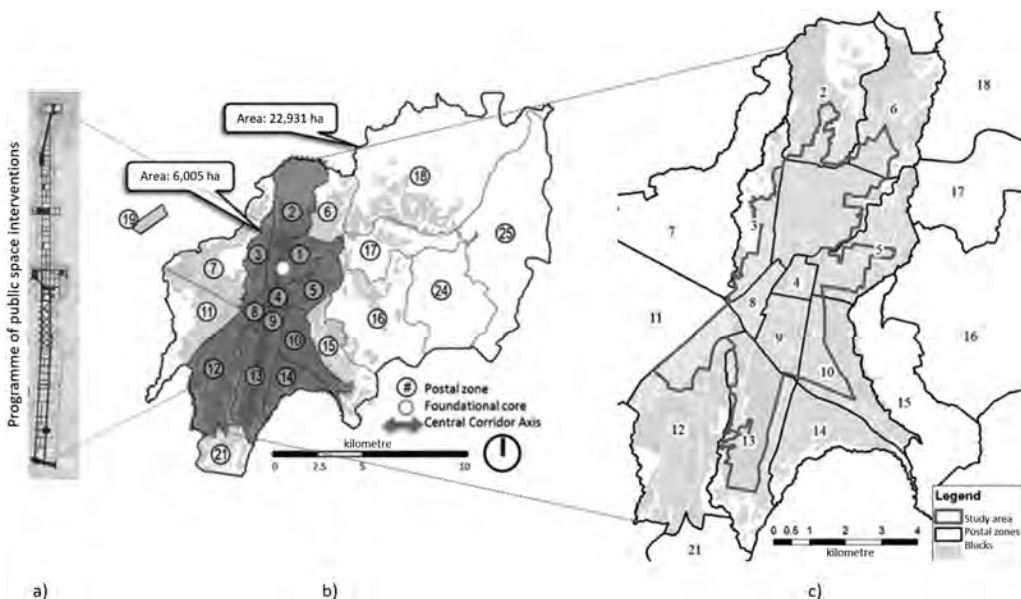 Programme of public space interventions
a)
Area: 22,931 ha
Area: 6,005 ha
18
19
2
6
25
7
3
1
17
4
5
24
11
8
9
16
10
15
12
13
14
21
# Postal zone
Foundational core
Central Corridor Axis
kilometre
0 2.5 5 10
b)
18
2
6
17
3
7
5
4
8
11
9
16
10
15
12
13
14
21
Legend
Study area
Postal zones
Blocks
0 0.5 1 2 3 4
kilometre
c)